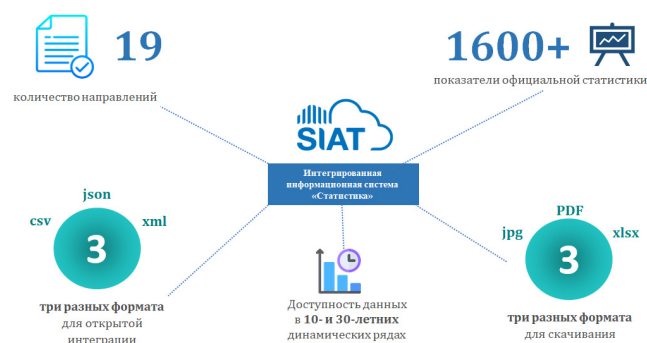 19
количество направлений
1600+
показатели официальной статистики
SIAT
Интегрированная
информационная система
«Статистика»
json
csv
xml
3
три разных формата
для открытой
интеграции
Доступность данных
в 10- и 30-летних
динамических рядах
PDF
jpg
xlsx
3
три разных формата
для скачивания